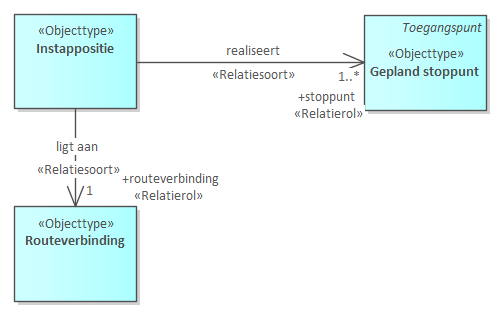 «Objecttype»
Instappositie
realiseert
«Relatiesoort»
1..*
+stoppunt
«Relatierol»
Toegangspunt
«Objecttype»
Gepland stoppunt
ligt aan
«Relatiesoort»
1
+routeverbinding
«Relatierol»
«Objecttype»
Routeverbinding